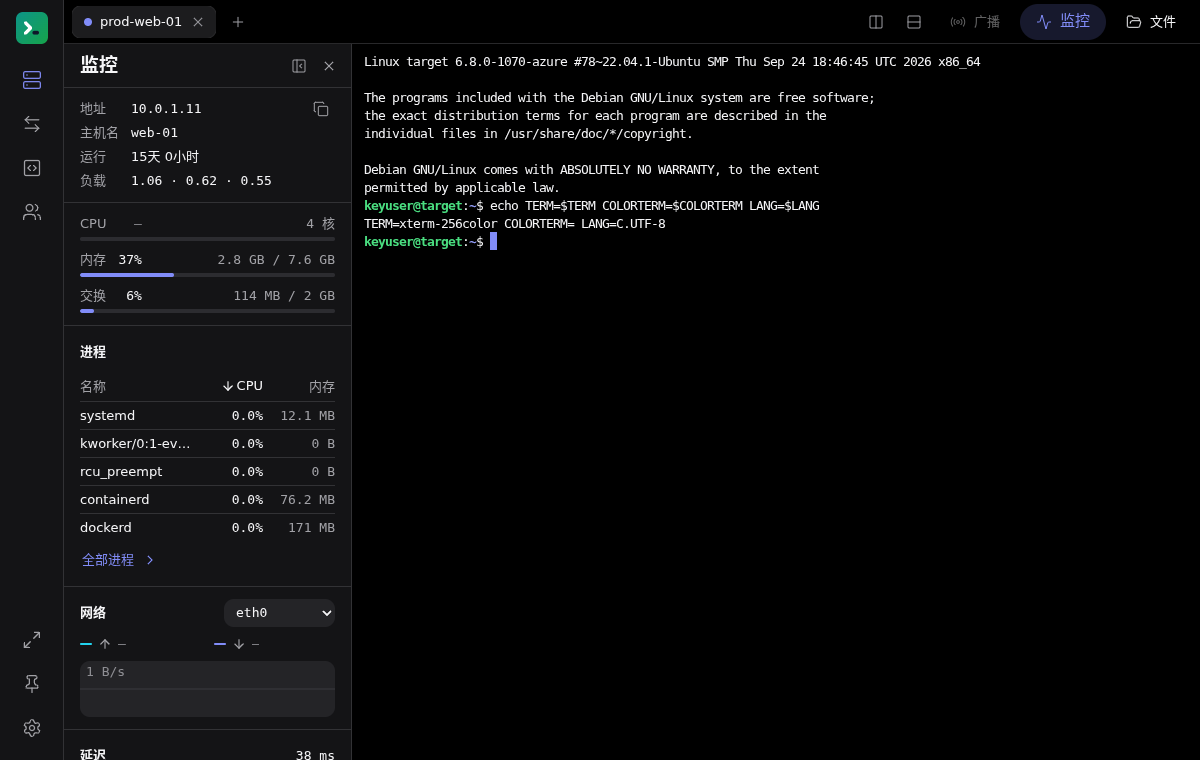 prod-web-01
广播
监控
文件
监控
地址 10.0.1.11
主机名 web-01
运行 15天 0小时
负载 1.06 · 0.62 · 0.55
CPU — 4 核
内存 37% 2.8 GB / 7.6 GB
交换 6% 114 MB / 2 GB
进程
名称 ↓ CPU 内存
systemd 0.0% 12.1 MB
kworker/0:1-ev… 0.0% 0 B
rcu_preempt 0.0% 0 B
containerd 0.0% 76.2 MB
dockerd 0.0% 171 MB
全部进程
网络 eth0
↑ — ↓ —
1 B/s
延迟 38 ms
Linux target 6.8.0-1070-azure #78~22.04.1-Ubuntu SMP Thu Sep 24 18:46:45 UTC 2026 x86_64
The programs included with the Debian GNU/Linux system are free software;
the exact distribution terms for each program are described in the
individual files in /usr/share/doc/*/copyright.
Debian GNU/Linux comes with ABSOLUTELY NO WARRANTY, to the extent
permitted by applicable law.
keyuser@target:~$ echo TERM=$TERM COLORTERM=$COLORTERM LANG=$LANG
TERM=xterm-256color COLORTERM= LANG=C.UTF-8
keyuser@target:~$